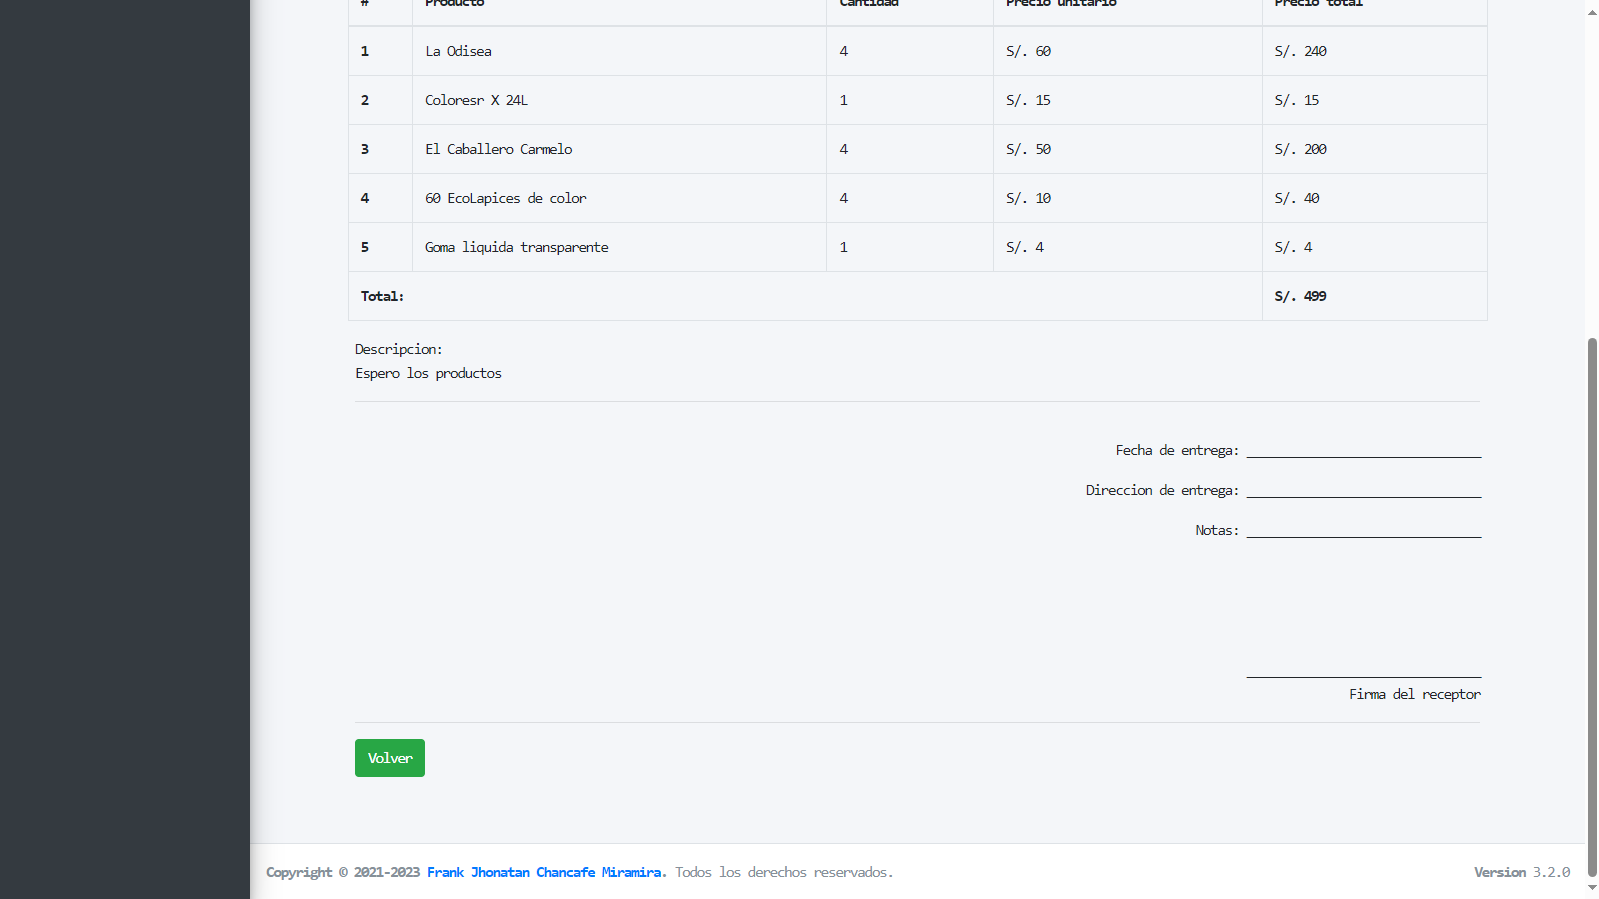 # Producto Cantidad Precio unitario Precio total
1 La Odisea 4 S/. 60 S/. 240
2 Coloresr X 24L 1 S/. 15 S/. 15
3 El Caballero Carmelo 4 S/. 50 S/. 200
4 60 EcoLapices de color 4 S/. 10 S/. 40
5 Goma liquida transparente 1 S/. 4 S/. 4
Total: S/. 499
Descripcion:
Espero los productos
Fecha de entrega:
Direccion de entrega:
Notas:
Firma del receptor
Volver
Copyright © 2021-2023 Frank Jhonatan Chancafe Miramira. Todos los derechos reservados. Version 3.2.0